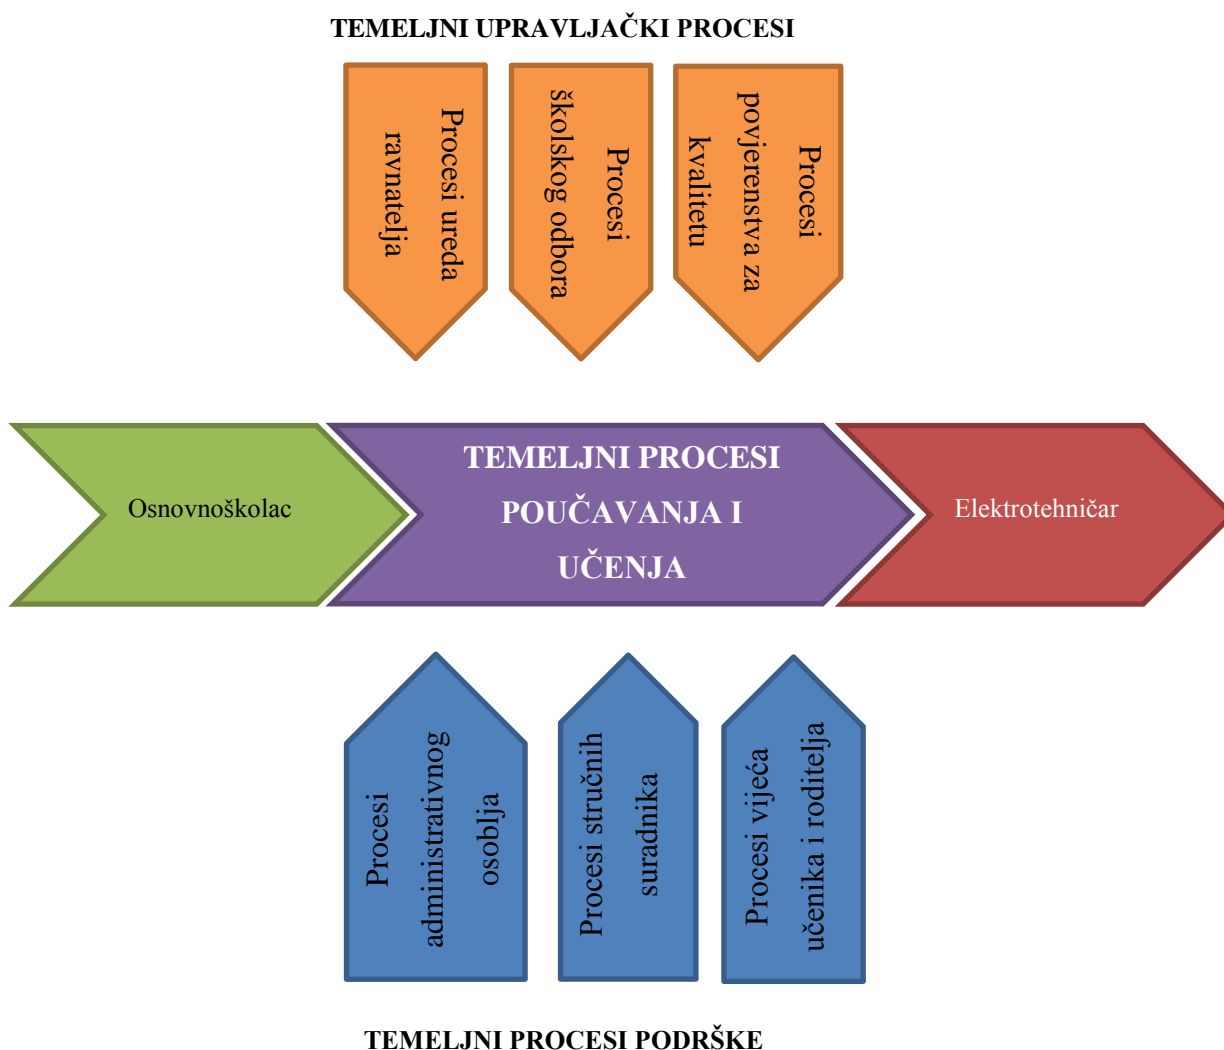 TEMELJNI UPRAVLJAČKI PROCESI
Procesi ureda
ravnatelja
Procesi
školskog odbora
Procesi
povjerenstva za
kvalitetu
Osnovnoškolac
TEMELJNI PROCESI
POUČAVANJA I
UČENJA
Elektrotehničar
Procesi
administrativnog
osoblja
Procesi stručnih
suradnika
Procesi vijeća
učenika i roditelja
TEMELJNI PROCESI PODRŠKE